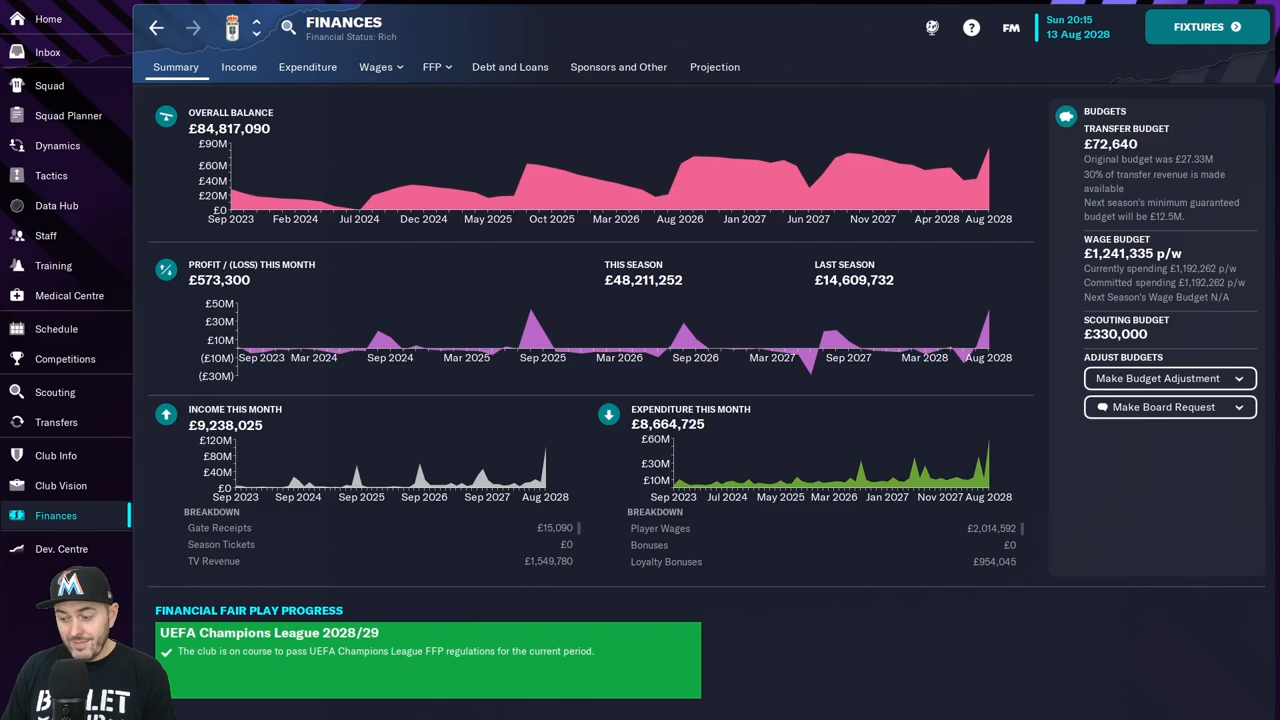 Home
Inbox
Squad
Squad Planner
Dynamics
Tactics
Data Hub
Staff
Training
Medical Centre
Schedule
Competitions
Scouting
Transfers
Club Info
Club Vision
Finances
Dev. Centre
FINANCES
Financial Status: Rich
?
FM
Sun 20:15
13 Aug 2028
FIXTURES
Summary
Income
Expenditure
Wages
FFP
Debt and Loans
Sponsors and Other
Projection
OVERALL BALANCE
£84,817,090
£90M
£60M
£40M
£20M
£0
Sep 2023 Feb 2024 Jul 2024 Dec 2024 May 2025 Oct 2025 Mar 2026 Aug 2026 Jan 2027 Jun 2027 Nov 2027 Apr 2028 Aug 2028
PROFIT / (LOSS) THIS MONTH
£573,300
THIS SEASON
£48,211,252
LAST SEASON
£14,609,732
£50M
£30M
£10M
(£10M)
(£30M)
Sep 2023 Mar 2024 Sep 2024 Mar 2025 Sep 2025 Mar 2026 Sep 2026 Mar 2027 Sep 2027 Mar 2028 Aug 2028
INCOME THIS MONTH
£9,238,025
£120M
£80M
£40M
£0
Sep 2023 Sep 2024 Sep 2025 Sep 2026 Sep 2027 Aug 2028
BREAKDOWN
Gate Receipts £15,090
Season Tickets £0
TV Revenue £1,549,780
EXPENDITURE THIS MONTH
£8,664,725
£60M
£30M
£10M
Sep 2023 Jul 2024 May 2025 Mar 2026 Jan 2027 Nov 2027 Aug 2028
BREAKDOWN
Player Wages £2,014,592
Bonuses £0
Loyalty Bonuses £954,045
BUDGETS
TRANSFER BUDGET
£72,640
Original budget was £27.33M
30% of transfer revenue is made
available
Next season's minimum guaranteed
budget will be £12.5M.
WAGE BUDGET
£1,241,335 p/w
Currently spending £1,192,262 p/w
Committed spending £1,192,262 p/w
Next Season's Wage Budget N/A
SCOUTING BUDGET
£330,000
ADJUST BUDGETS
Make Budget Adjustment
Make Board Request
FINANCIAL FAIR PLAY PROGRESS
UEFA Champions League 2028/29
The club is on course to pass UEFA Champions League FFP regulations for the current period.